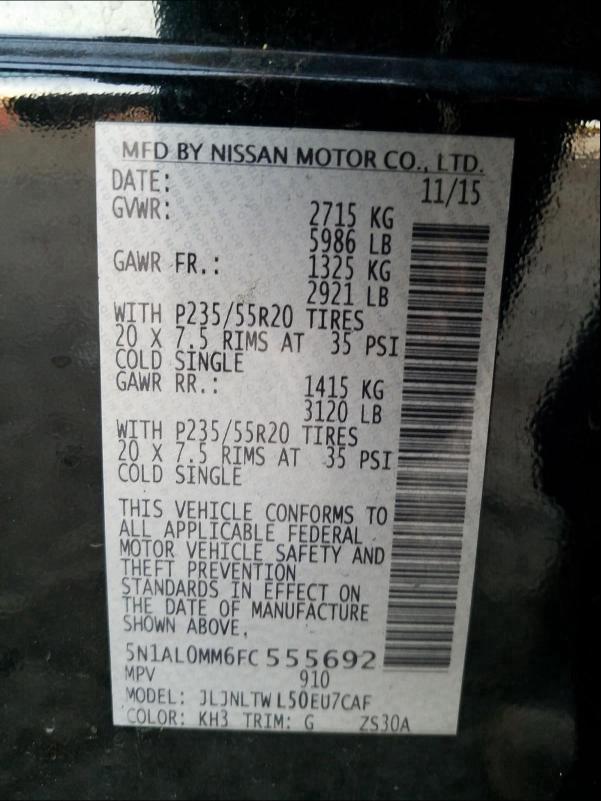 MFD BY NISSAN MOTOR CO., LTD.
DATE: 11/15
GVWR: 2715 KG
5986 LB
GAWR FR.: 1325 KG
2921 LB
WITH P235/55R20 TIRES
20 X 7.5 RIMS AT 35 PSI
COLD SINGLE
GAWR RR.: 1415 KG
3120 LB
WITH P235/55R20 TIRES
20 X 7.5 RIMS AT 35 PSI
COLD SINGLE
THIS VEHICLE CONFORMS TO
ALL APPLICABLE FEDERAL
MOTOR VEHICLE SAFETY AND
THEFT PREVENTION
STANDARDS IN EFFECT ON
THE DATE OF MANUFACTURE
SHOWN ABOVE.
5N1AL0MM6FC555692
MPV 910
MODEL: JLJNLTWL50EU7CAF
COLOR: KH3 TRIM: G ZS30A